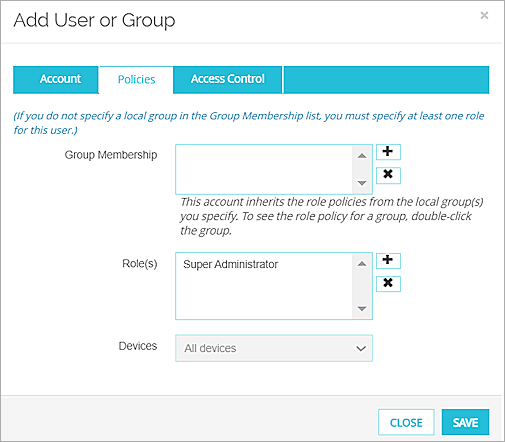 Add User or Group
×
Account
Policies
Access Control
(If you do not specify a local group in the Group Membership list, you must specify at least one role
for this user.)
Group Membership
This account inherits the role policies from the local group(s)
you specify. To see the role policy for a group, double-click
the group.
Role(s)
Super Administrator
Devices
All devices
CLOSE
SAVE